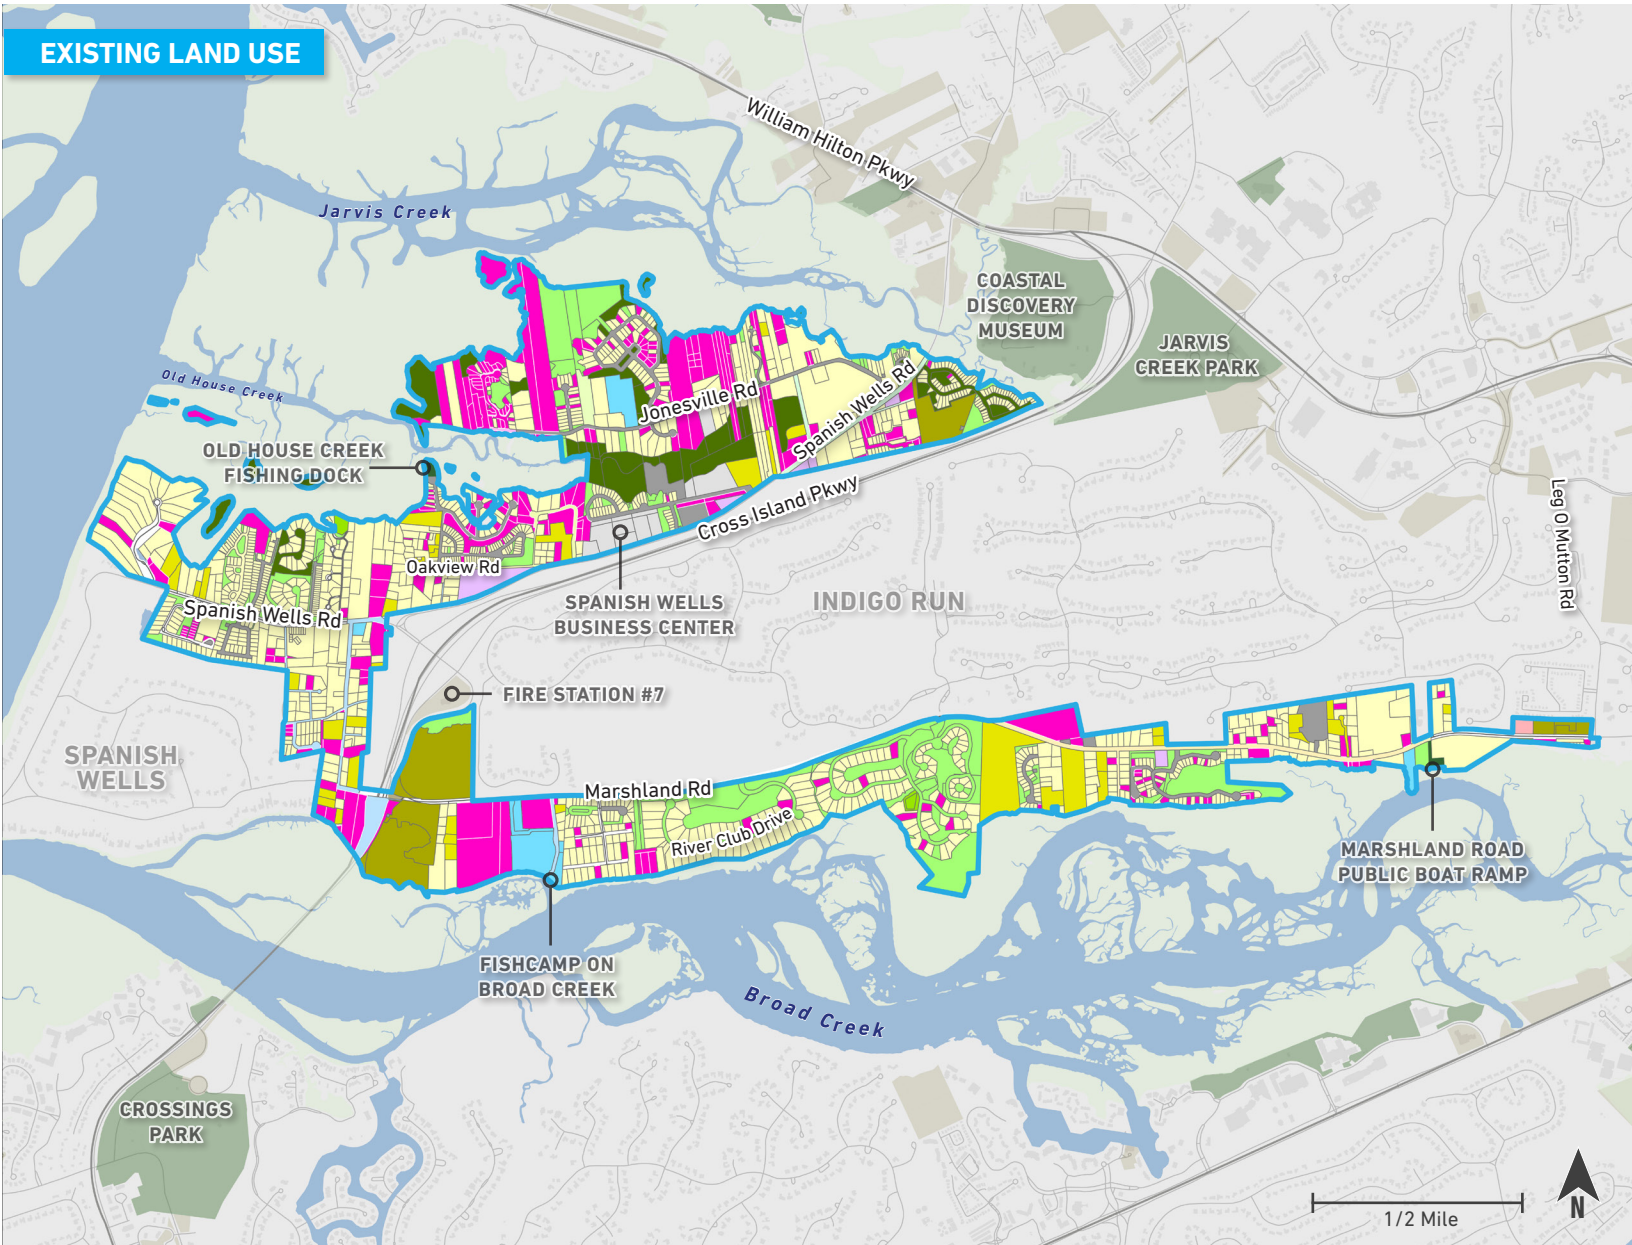 EXISTING LAND USE
William Hilton Pkwy
Jarvis Creek
COASTAL
DISCOVERY
MUSEUM
JARVIS
CREEK PARK
Old House Creek
Jonesville Rd
Spanish Wells Rd
OLD HOUSE CREEK
FISHING DOCK
Cross Island Pkwy
Leg O Mutton Rd
Oakview Rd
SPANISH WELLS
BUSINESS CENTER
INDIGO RUN
Spanish Wells Rd
FIRE STATION #7
SPANISH
WELLS
Marshland Rd
River Club Drive
MARSHLAND ROAD
PUBLIC BOAT RAMP
FISHCAMP ON
BROAD CREEK
Broad Creek
CROSSINGS
PARK
1/2 Mile
N